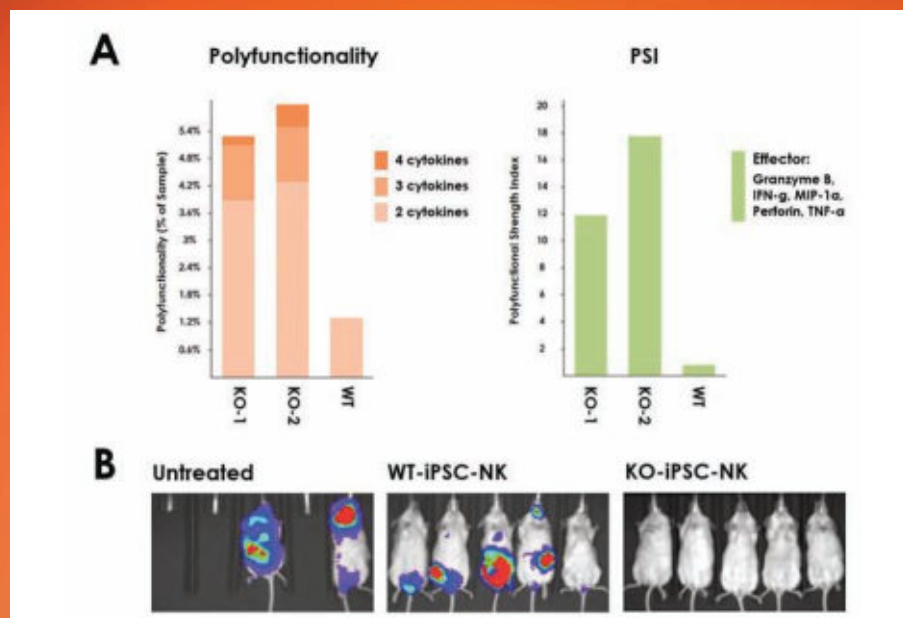 A
Polyfunctionality
Polyfunctionality (% of Sample)
5.4%
4.8%
4.2%
3.6%
3%
2.4%
1.8%
1.2%
0.6%
KO-1
KO-2
WT
4 cytokines
3 cytokines
2 cytokines
PSI
Polyfunctional Strength Index
20
18
16
14
12
10
8
6
4
2
KO-1
KO-2
WT
Effector:
Granzyme B,
IFN-g, MIP-1a,
Perforin, TNF-a
B
Untreated
WT-iPSC-NK
KO-iPSC-NK